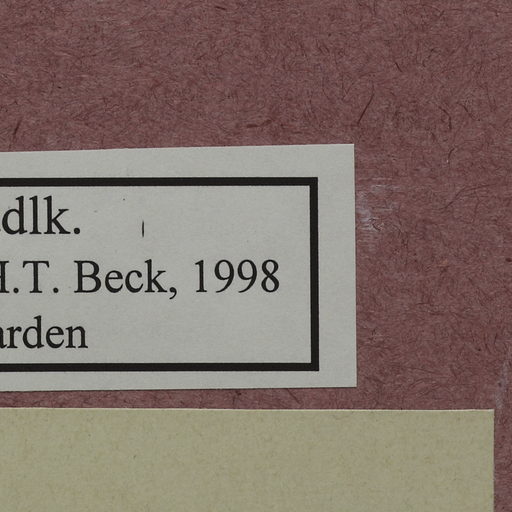 dlk.
H.T. Beck, 1998
arden